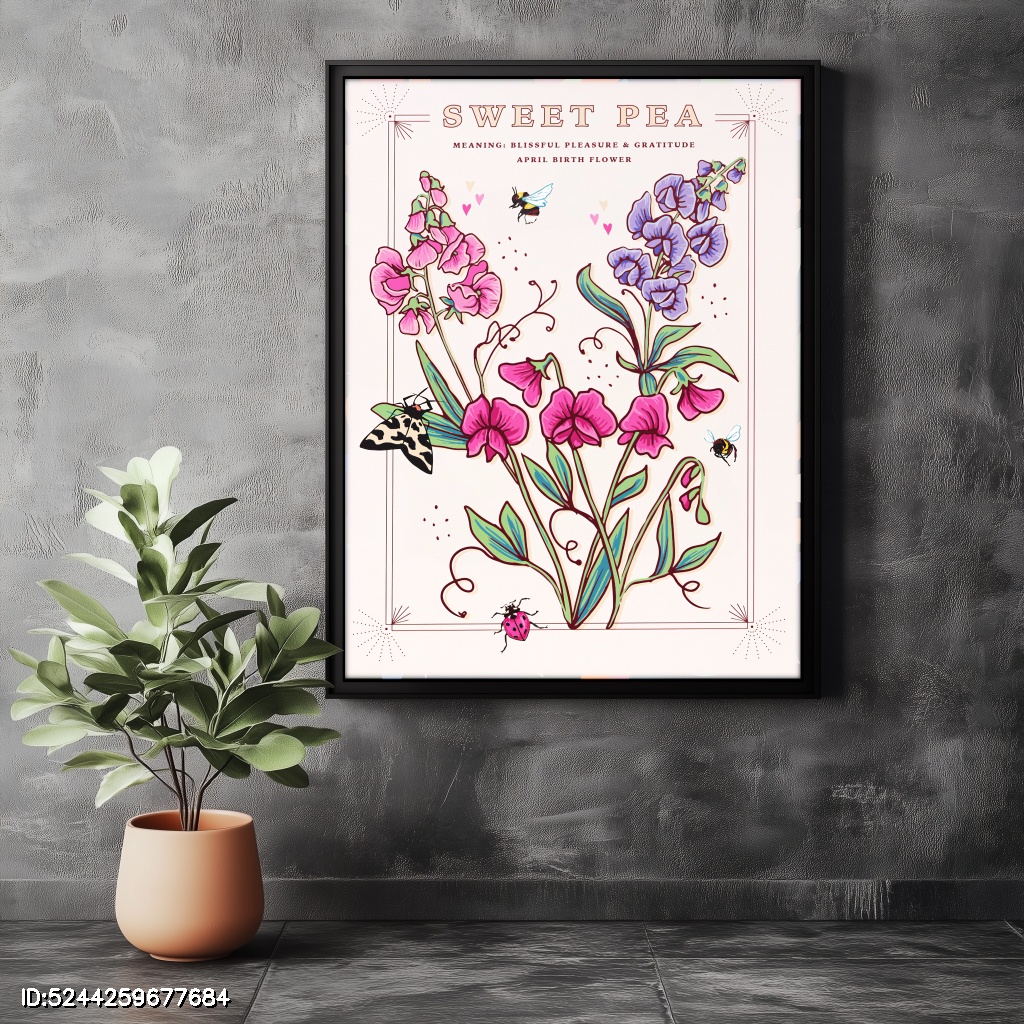 SWEET PEA
MEANING: BLISSFUL PLEASURE & GRATITUDE
APRIL BIRTH FLOWER
ID:5244259677684